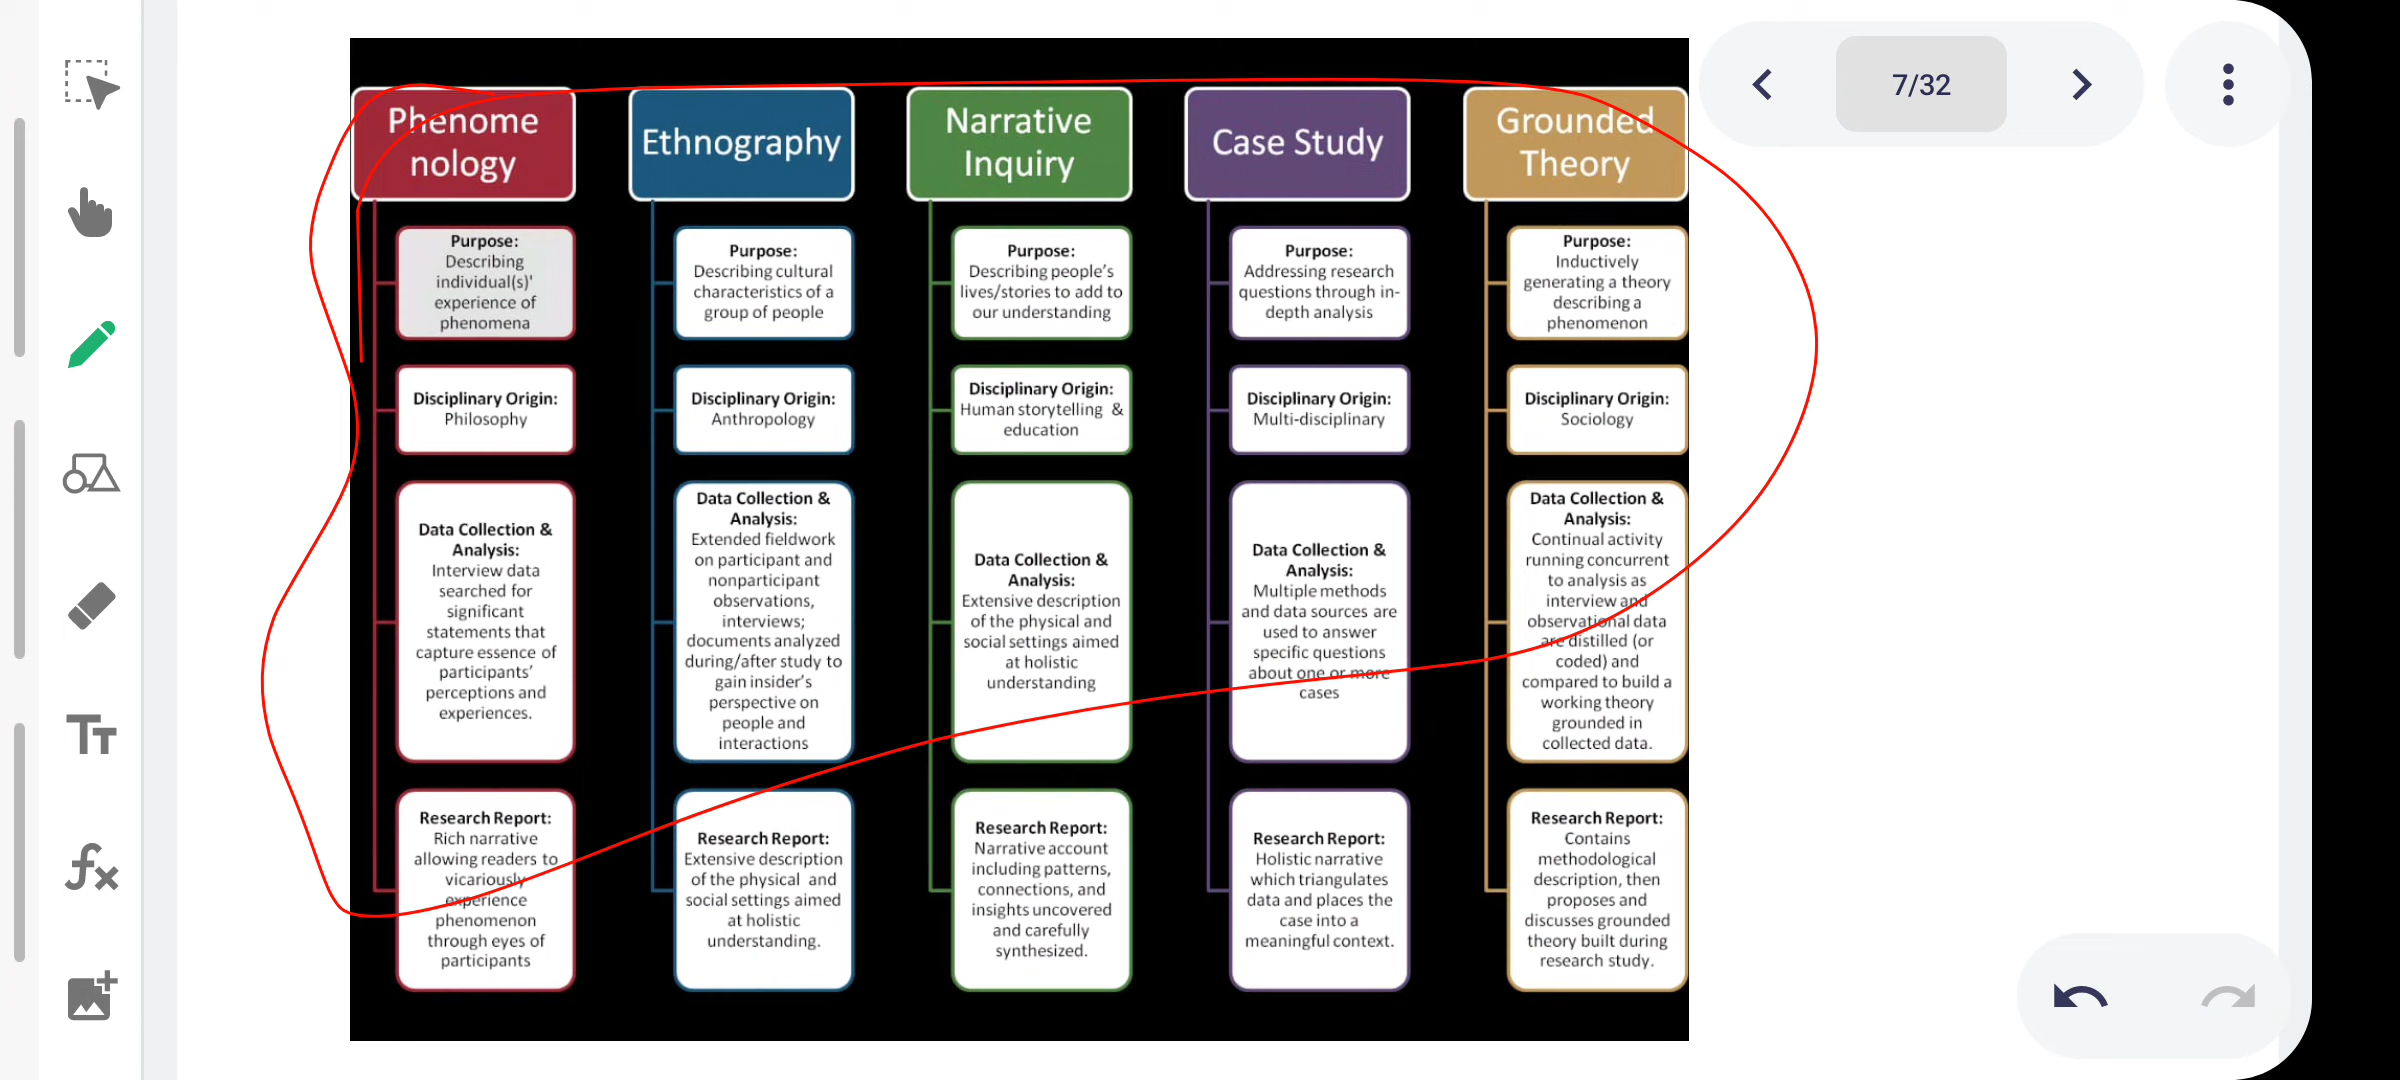 7/32
Phenome
nology
Purpose:
Describing
individual(s)'
experience of
phenomena
Disciplinary Origin:
Philosophy
Data Collection &
Analysis:
Interview data
searched for
significant
statements that
capture essence of
participants'
perceptions and
experiences.
Research Report:
Rich narrative
allowing readers to
vicariously
experience
phenomenon
through eyes of
participants
Ethnography
Purpose:
Describing cultural
characteristics of a
group of people
Disciplinary Origin:
Anthropology
Data Collection &
Analysis:
Extended fieldwork
on participant and
nonparticipant
observations,
interviews;
documents analyzed
during/after study to
gain insider's
perspective on
people and
interactions
Research Report:
Extensive description
of the physical and
social settings aimed
at holistic
understanding.
Narrative
Inquiry
Purpose:
Describing people's
lives/stories to add to
our understanding
Disciplinary Origin:
Human storytelling &
education
Data Collection &
Analysis:
Extensive description
of the physical and
social settings aimed
at holistic
understanding
Research Report:
Narrative account
including patterns,
connections, and
insights uncovered
and carefully
synthesized.
Case Study
Purpose:
Addressing research
questions through in-
depth analysis
Disciplinary Origin:
Multi-disciplinary
Data Collection &
Analysis:
Multiple methods
and data sources are
used to answer
specific questions
about one or more
cases
Research Report:
Holistic narrative
which triangulates
data and places the
case into a
meaningful context.
Grounded
Theory
Purpose:
Inductively
generating a theory
describing a
phenomenon
Disciplinary Origin:
Sociology
Data Collection &
Analysis:
Continual activity
running concurrent
to analysis as
interview and
observational data
are distilled (or
coded) and
compared to build a
working theory
grounded in
collected data.
Research Report:
Contains
methodological
description, then
proposes and
discusses grounded
theory built during
research study.